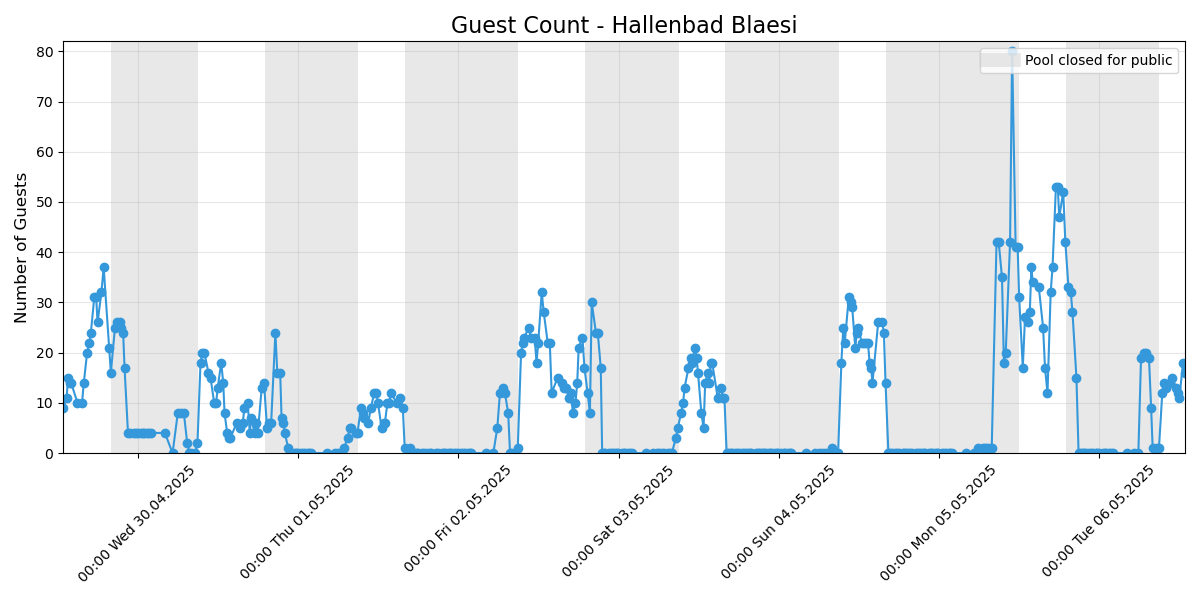 Guest Count - Hallenbad Blaesi
Pool closed for public
Number of Guests
80
70
60
50
40
30
20
10
0
00:00 Wed 30.04.2025
00:00 Thu 01.05.2025
00:00 Fri 02.05.2025
00:00 Sat 03.05.2025
00:00 Sun 04.05.2025
00:00 Mon 05.05.2025
00:00 Tue 06.05.2025